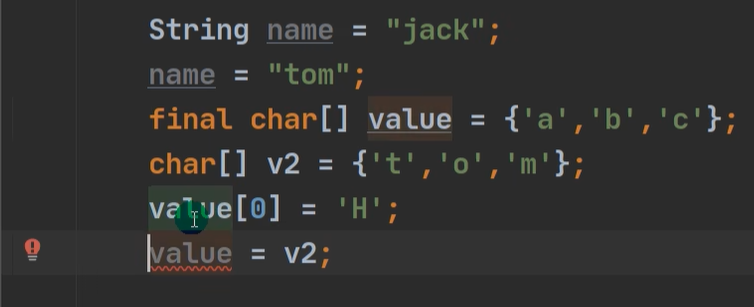 String name = "jack";
name = "tom";
final char[] value = {'a','b','c'};
char[] v2 = {'t','o','m'};
value[0] = 'H';
value = v2;